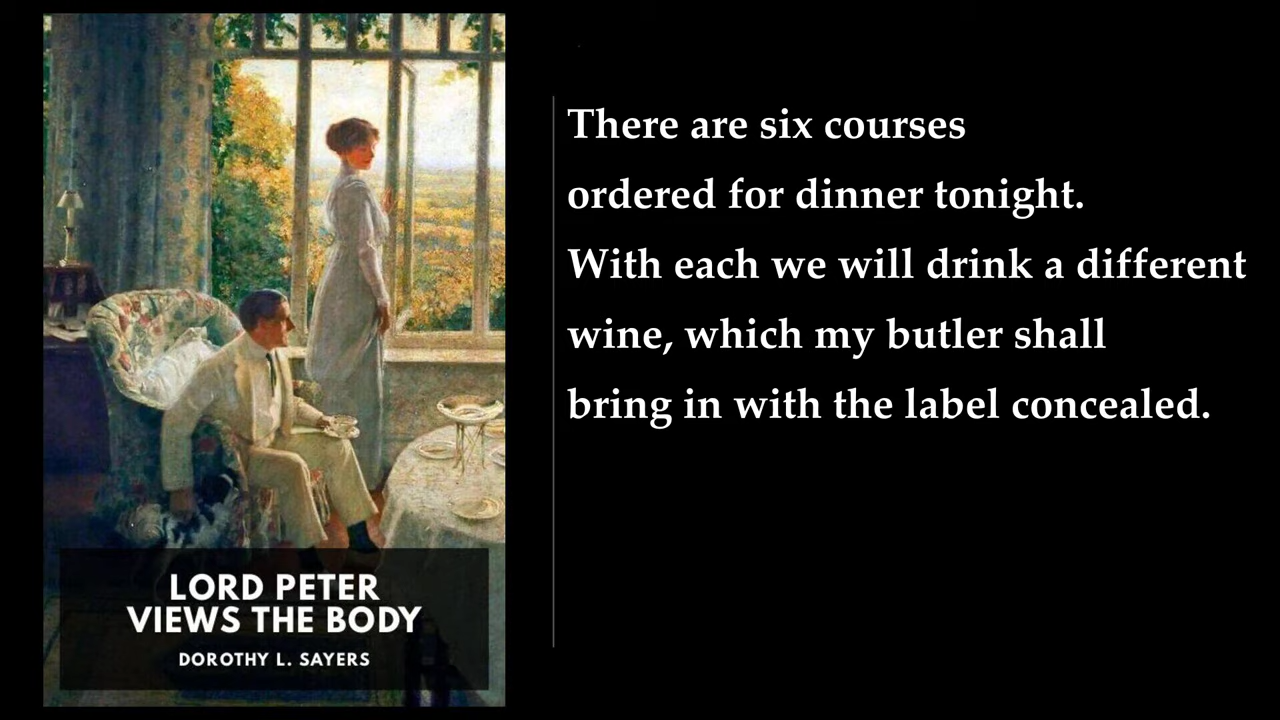 LORD PETER
VIEWS THE BODY
DOROTHY L. SAYERS
There are six courses
ordered for dinner tonight.
With each we will drink a different
wine, which my butler shall
bring in with the label concealed.